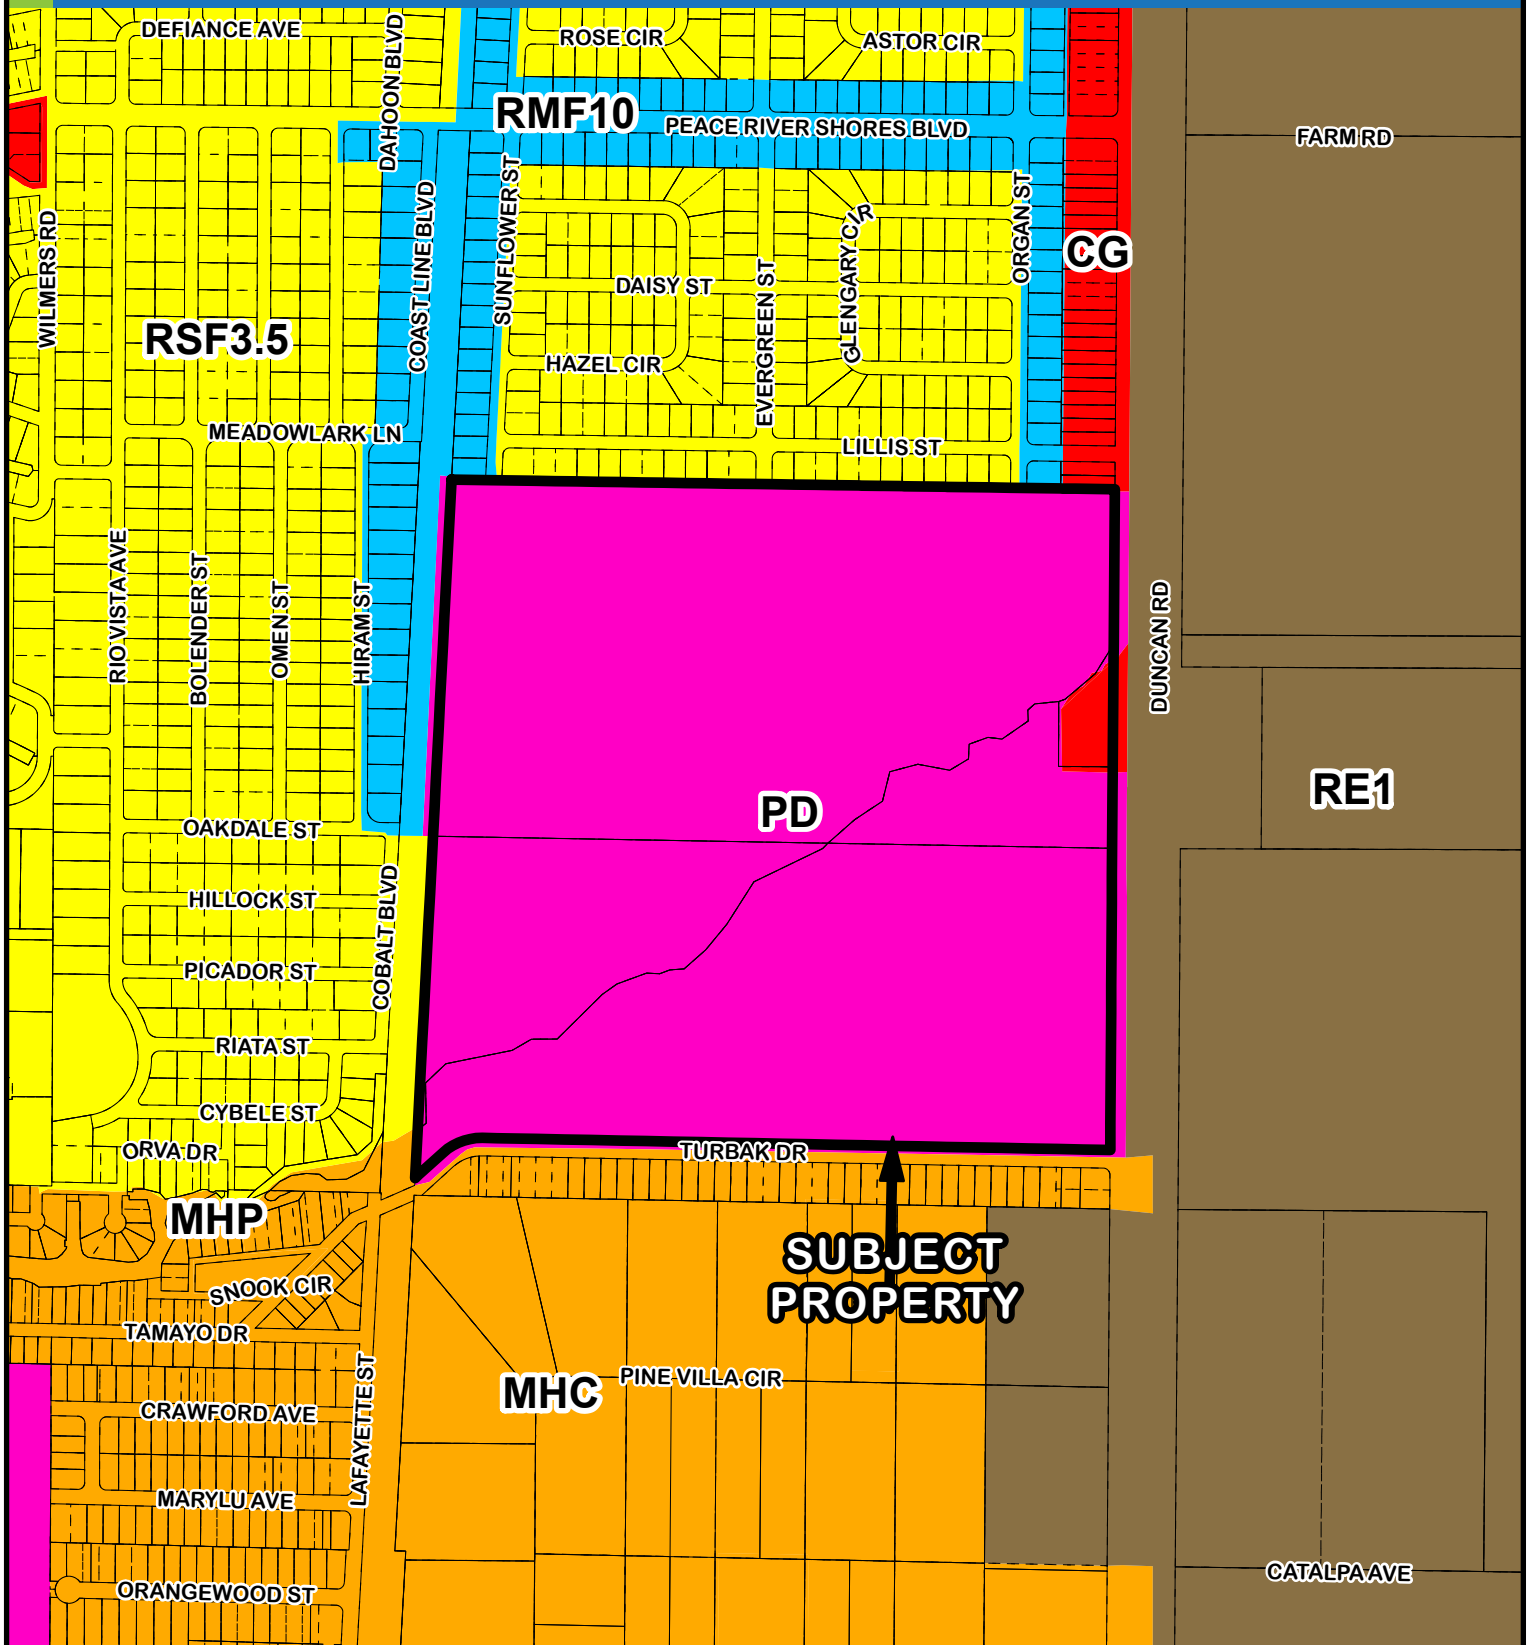 DEFIANCE AVE
DAHOON BLVD
ROSE CIR
ASTOR CIR
RMF10
PEACE RIVER SHORES BLVD
FARM RD
WILMERS RD
COAST LINE BLVD
SUNFLOWER ST
GLENGARY CIR
ORGAN ST
CG
DAISY ST
EVERGREEN ST
RSF3.5
HAZEL CIR
MEADOWLARK LN
LILLIS ST
RIO VISTA AVE
BOLENDER ST
OMEN ST
HIRAM ST
DUNCAN RD
PD
RE1
OAKDALE ST
HILLOCK ST
COBALT BLVD
PICADOR ST
RIATA ST
CYBELE ST
ORVA DR
TURBAK DR
MHP
SUBJECT
PROPERTY
SNOOK CIR
TAMAYO DR
LAFAYETTE ST
PINE VILLA CIR
MHC
CRAWFORD AVE
MARYLU AVE
CATALPA AVE
ORANGEWOOD ST